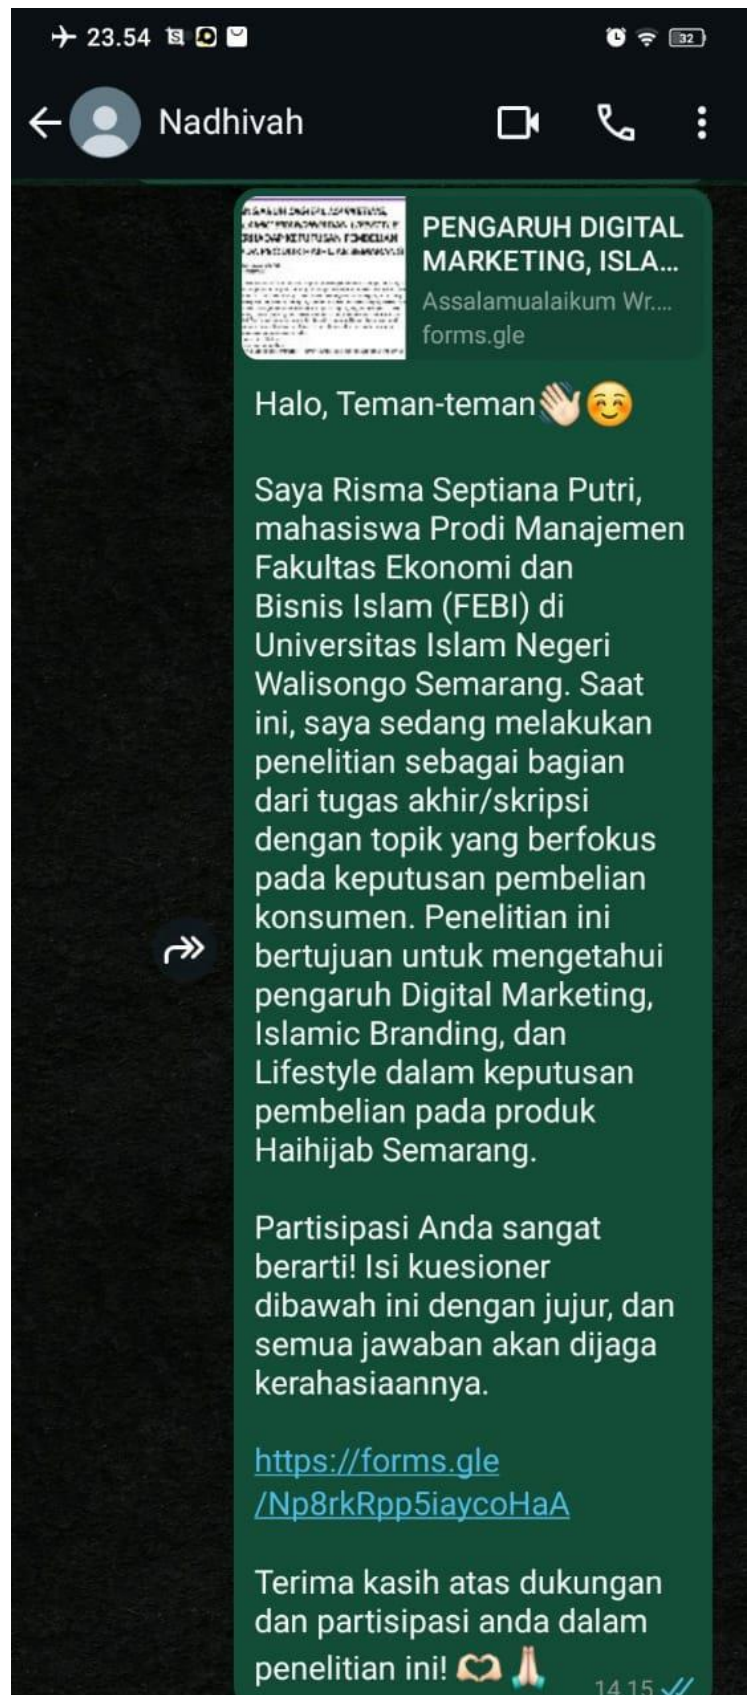 23.54
32
Nadhivah
PENGARUH DIGITAL
MARKETING, ISLA...
Assalamualaikum Wr....
forms.gle
Halo, Teman-teman👋🏻☺️
Saya Risma Septiana Putri,
mahasiswa Prodi Manajemen
Fakultas Ekonomi dan
Bisnis Islam (FEBI) di
Universitas Islam Negeri
Walisongo Semarang. Saat
ini, saya sedang melakukan
penelitian sebagai bagian
dari tugas akhir/skripsi
dengan topik yang berfokus
pada keputusan pembelian
konsumen. Penelitian ini
bertujuan untuk mengetahui
pengaruh Digital Marketing,
Islamic Branding, dan
Lifestyle dalam keputusan
pembelian pada produk
Haihijab Semarang.
Partisipasi Anda sangat
berarti! Isi kuesioner
dibawah ini dengan jujur, dan
semua jawaban akan dijaga
kerahasiaannya.
https://forms.gle
/Np8rkRpp5iaycoHaA
Terima kasih atas dukungan
dan partisipasi anda dalam
penelitian ini! 🫶🏻🙏🏻
14.15